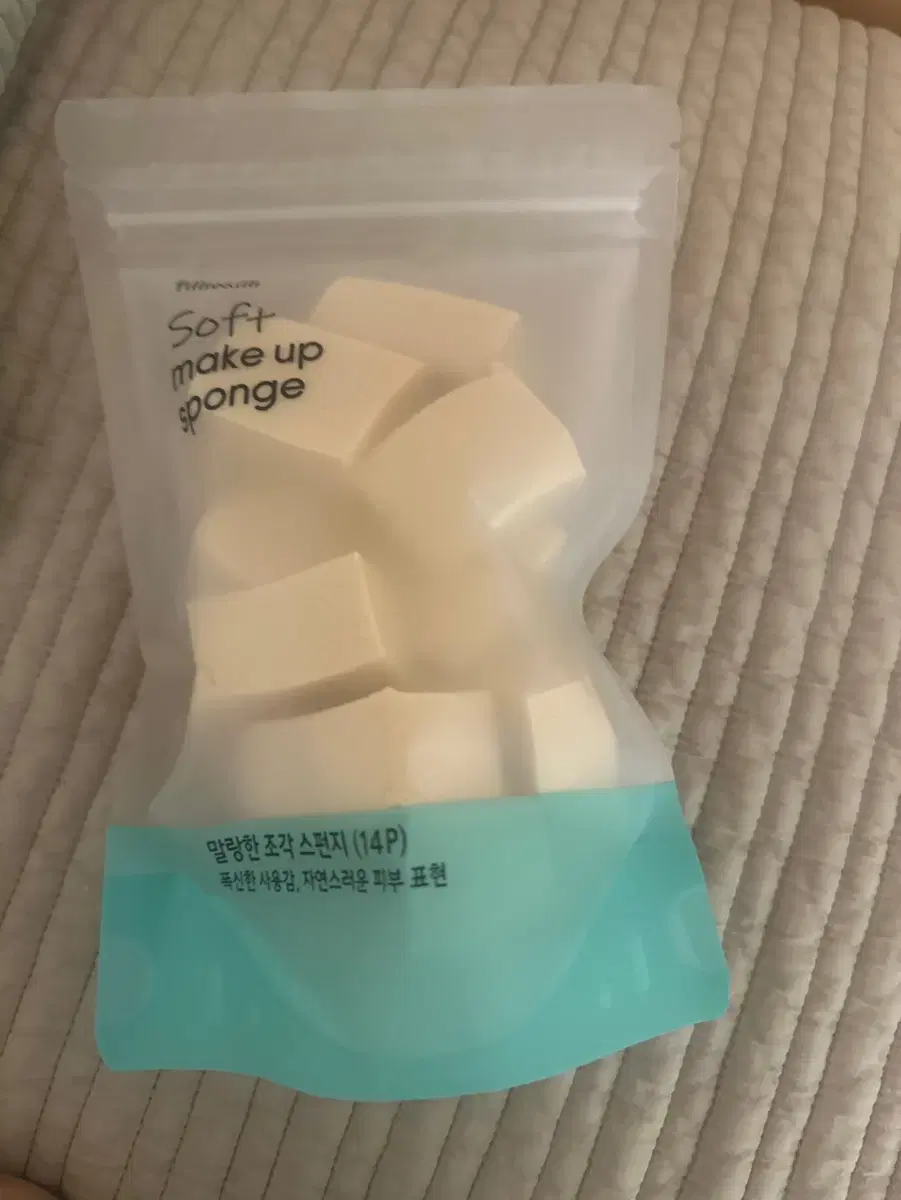 Soft
make up
sponge
말랑한 조각 스펀지 (14P)
폭신한 사용감, 자연스러운 피부 표현